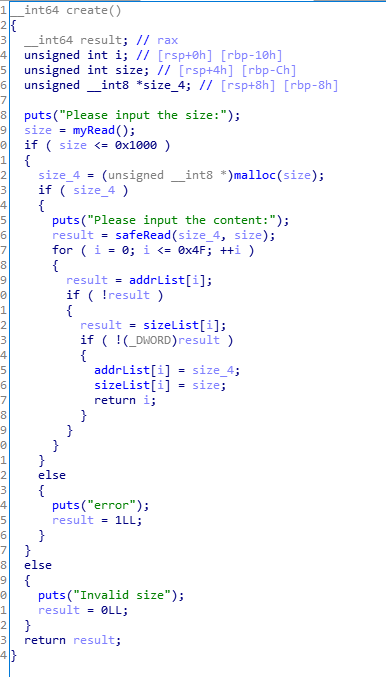 1 __int64 create()
2 {
3   __int64 result; // rax
4   unsigned int i; // [rsp+0h] [rbp-10h]
5   unsigned int size; // [rsp+4h] [rbp-Ch]
6   unsigned __int8 *size_4; // [rsp+8h] [rbp-8h]
7
8   puts("Please input the size:");
9   size = myRead();
0   if ( size <= 0x1000 )
1   {
2     size_4 = (unsigned __int8 *)malloc(size);
3     if ( size_4 )
4     {
5       puts("Please input the content:");
6       result = safeRead(size_4, size);
7       for ( i = 0; i <= 0x4F; ++i )
8       {
9         result = addrList[i];
0         if ( !result )
1         {
2           result = sizeList[i];
3           if ( !(_DWORD)result )
4           {
5             addrList[i] = size_4;
6             sizeList[i] = size;
7             return i;
8           }
9         }
0       }
1     }
2     else
3     {
4       puts("error");
5       result = 1LL;
6     }
7   }
8   else
9   {
0     puts("Invalid size");
1     result = 0LL;
2   }
3   return result;
4 }